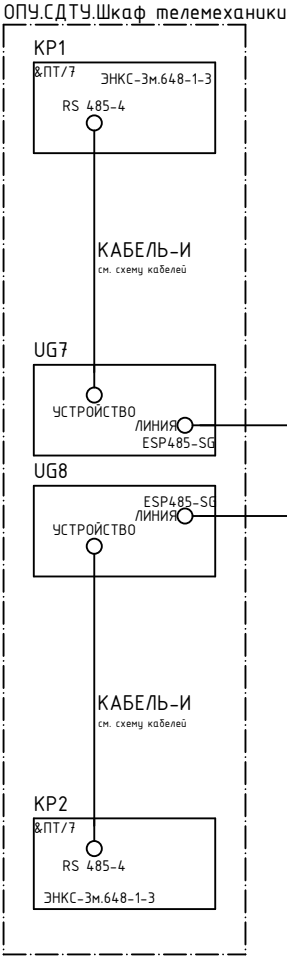 ОПУ.СДТУ.Шкаф телемеханики
КР1
&ПТ/7
ЭНКС-3м.648-1-3
RS 485-4
КАБЕЛЬ-И
см. схему кабелей
UG7
УСТРОЙСТВО
ЛИНИЯ
ESP485-SG
UG8
ESP485-SG
ЛИНИЯ
УСТРОЙСТВО
КАБЕЛЬ-И
см. схему кабелей
КР2
&ПТ/7
RS 485-4
ЭНКС-3м.648-1-3